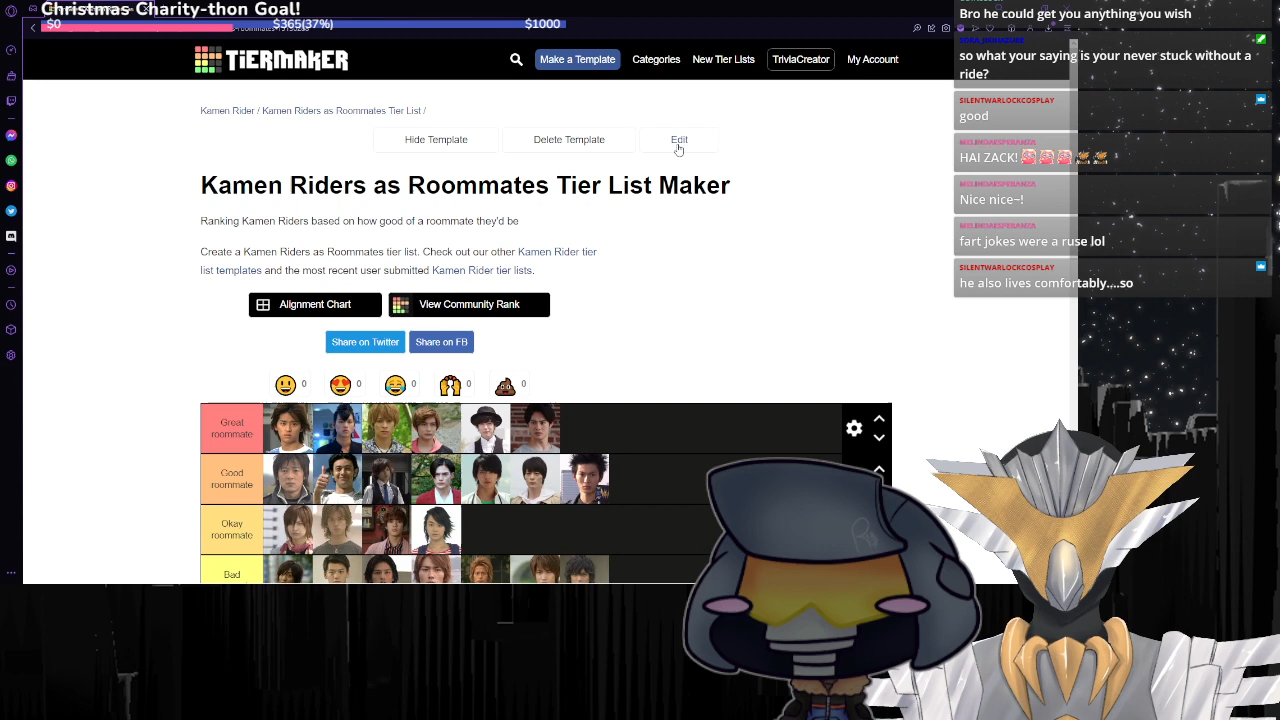 Christmas Charity-thon Goal!
$0 $365(37%) $1000
TIERMAKER
Make a Template
Categories
New Tier Lists
TriviaCreator
My Account
Kamen Rider / Kamen Riders as Roommates Tier List /
Hide Template
Delete Template
Edit
Kamen Riders as Roommates Tier List Maker
Ranking Kamen Riders based on how good of a roommate they'd be
Create a Kamen Riders as Roommates tier list. Check out our other Kamen Rider tier
list templates and the most recent user submitted Kamen Rider tier lists.
Alignment Chart
View Community Rank
Share on Twitter
Share on FB
0 0 0 0 0
Great
roommate
Good
roommate
Okay
roommate
Bad
Bro he could get you anything you wish
so what your saying is your never stuck without a
ride?
SILENTWARLOCKCOSPLAY
good
HAI ZACK!
Nice nice~!
fart jokes were a ruse lol
SILENTWARLOCKCOSPLAY
he also lives comfortably....so